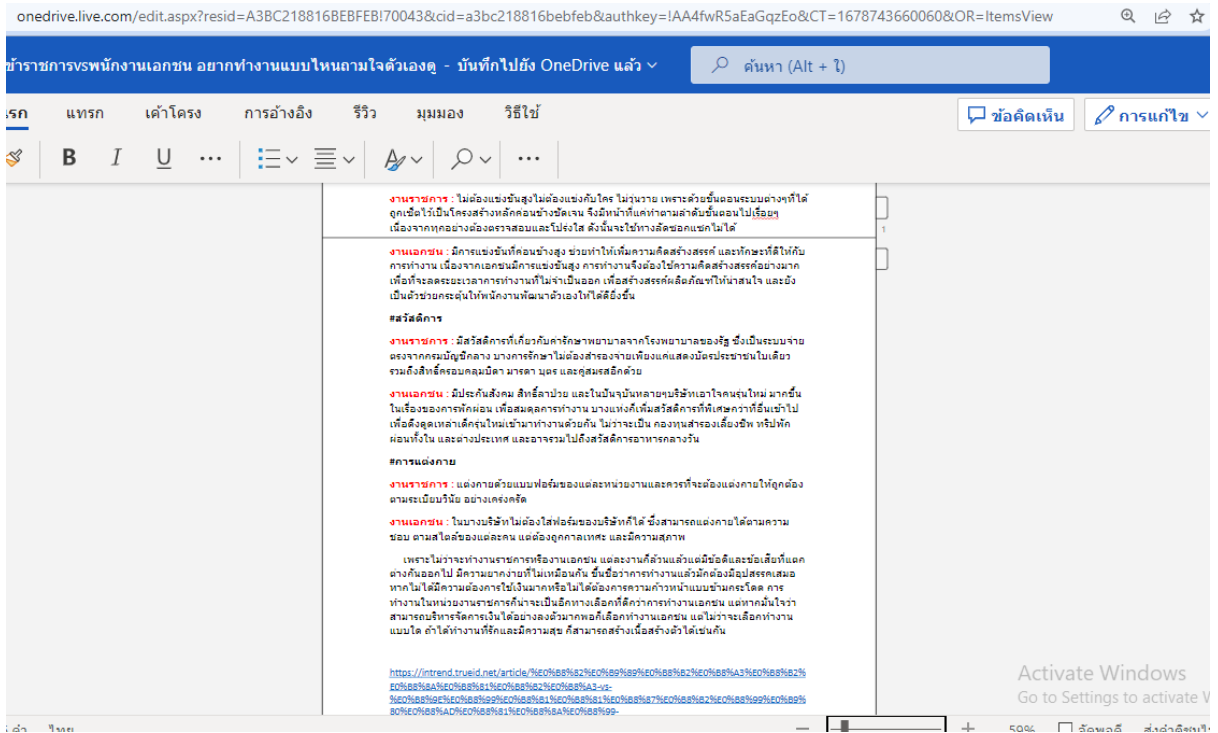 onedrive.live.com/edit.aspx?resid=A3BC218816BEBFEB!70043&cid=a3bc218816bebfeb&authkey=!AA4fwR5aEaGqzEo&CT=1678743660060&OR=ItemsView
ข้าราชการvsพนักงานเอกชน อยากทำงานแบบไหนถามใจตัวเองดู - บันทึกไปยัง OneDrive แล้ว
ค้นหา (Alt + ใ)
แทรก เค้าโครง การอ้างอิง รีวิว มุมมอง วิธีใช้
ข้อคิดเห็น การแก้ไข
B I U
งานราชการ : ไม่ต้องแข่งขันสูงไม่ต้องแข่งกับใคร ไม่วุ่นวาย เพราะด้วยขั้นตอนระบบต่างๆที่ได้
ถูกเซ็ตไว้เป็นโครงสร้างหลักค่อนข้างชัดเจน จึงมีหน้าที่แค่ทำตามลำดับขั้นตอนไปเรื่อยๆ
เนื่องจากทุกอย่างต้องตรวจสอบและโปร่งใส ดังนั้นจะใช้ทางลัดซอกแซกไม่ได้
1
งานเอกชน : มีการแข่งขันที่ค่อนข้างสูง ช่วยทำให้เพิ่มความคิดสร้างสรรค์ และทักษะที่ดีให้กับ
การทำงาน เนื่องจากเอกชนมีการแข่งขันสูง การทำงานจึงต้องใช้ความคิดสร้างสรรค์อย่างมาก
เพื่อที่จะลดระยะเวลาการทำงานที่ไม่จำเป็นออก เพื่อสร้างสรรค์ผลิตภัณฑ์ให้น่าสนใจ และยัง
เป็นตัวช่วยกระตุ้นให้พนักงานพัฒนาตัวเองให้ได้ดียิ่งขึ้น
#สวัสดิการ
งานราชการ : มีสวัสดิการที่เกี่ยวกับค่ารักษาพยาบาลจากโรงพยาบาลของรัฐ ซึ่งเป็นระบบจ่าย
ตรงจากกรมบัญชีกลาง บางการรักษาไม่ต้องสำรองจ่ายเพียงแค่แสดงบัตรประชาชนใบเดียว
รวมถึงสิทธิ์ครอบคลุมบิดา มารดา บุตร และคู่สมรสอีกด้วย
งานเอกชน : มีประกันสังคม สิทธิ์ลาป่วย และในปัจจุบันหลายๆบริษัทเอาใจคนรุ่นใหม่ มากขึ้น
ในเรื่องของการพักผ่อน เพื่อสมดุลการทำงาน บางแห่งก็เพิ่มสวัสดิการที่พิเศษกว่าที่อื่นเข้าไป
เพื่อดึงดูดเหล่าเด็กรุ่นใหม่เข้ามาทำงานด้วยกัน ไม่ว่าจะเป็น กองทุนสำรองเลี้ยงชีพ ทริปพัก
ผ่อนทั้งใน และต่างประเทศ และอาจรวมไปถึงสวัสดิการอาหารกลางวัน
#การแต่งกาย
งานราชการ : แต่งกายด้วยแบบฟอร์มของแต่ละหน่วยงานและควรที่จะต้องแต่งกายให้ถูกต้อง
ตามระเบียบวินัย อย่างเคร่งครัด
งานเอกชน : ในบางบริษัทไม่ต้องใส่ฟอร์มของบริษัทก็ได้ ซึ่งสามารถแต่งกายได้ตามความ
ชอบ ตามสไตล์ของแต่ละคน แต่ต้องถูกกาลเทศะ และมีความสุภาพ
เพราะไม่ว่าจะทำงานราชการหรืองานเอกชน แต่ละงานก็ล้วนแล้วแต่มีข้อดีและข้อเสียที่แตก
ต่างกันออกไป มีความยากง่ายที่ไม่เหมือนกัน ขึ้นชื่อว่าการทำงานแล้วมักต้องมีอุปสรรคเสมอ
หากไม่ได้มีความต้องการใช้เงินมากหรือไม่ได้ต้องการความก้าวหน้าแบบข้ามกระโดด การ
ทำงานในหน่วยงานราชการก็น่าจะเป็นอีกทางเลือกที่ดีกว่าการทำงานเอกชน แต่หากมั่นใจว่า
สามารถบริหารจัดการเงินได้อย่างลงตัวมากพอก็เลือกทำงานเอกชน แต่ไม่ว่าจะเลือกทำงาน
แบบใด ถ้าได้ทำงานที่รักและมีความสุข ก็สามารถสร้างเนื้อสร้างตัวได้เช่นกัน
https://intrend.trueid.net/article/%E0%B8%82%E0%B9%89%E0%B8%B2%E0%B8%A3%E0%B8%B2%
E0%B8%8A%E0%B8%81%E0%B8%B2%E0%B8%A3-vs-
%E0%B8%9E%E0%B8%99%E0%B8%B1%E0%B8%81%E0%B8%87%E0%B8%B2%E0%B8%99%E0%B9%
80%E0%B8%AD%E0%B8%81%E0%B8%8A%E0%B8%99-
Activate Windows
Go to Settings to activate
คำ ไทย 59% จัดพอดี